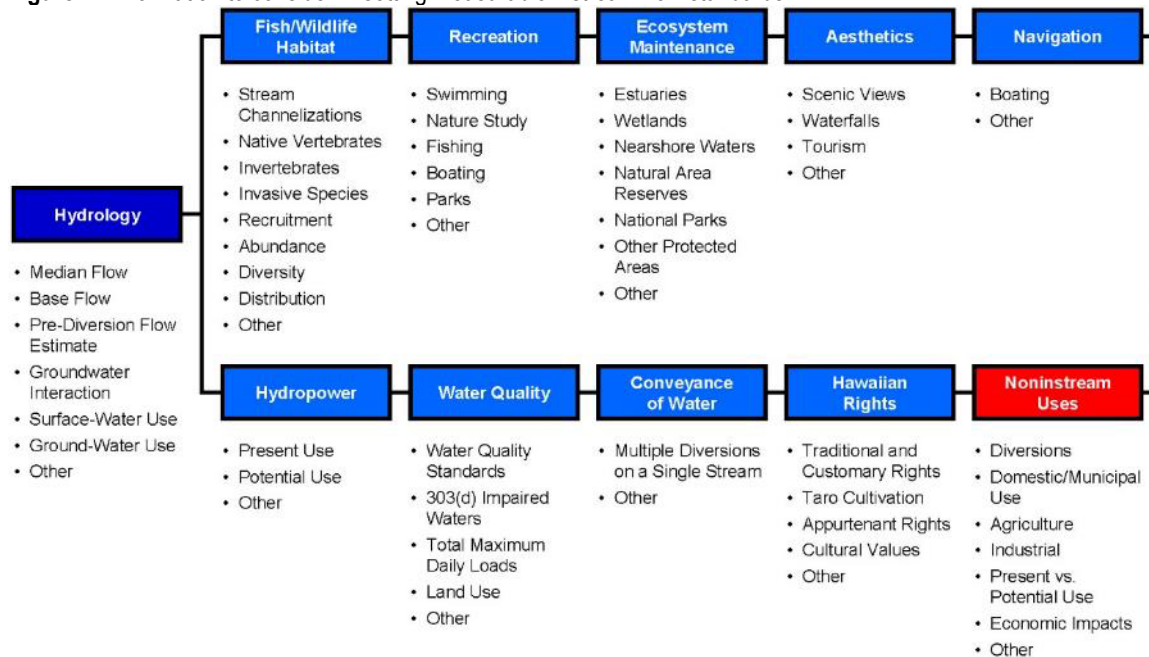 Fish/Wildlife
Habitat
Recreation
Ecosystem
Maintenance
Aesthetics
Navigation
• Stream
Channelizations
• Native Vertebrates
• Invertebrates
• Invasive Species
• Recruitment
• Abundance
• Diversity
• Distribution
• Other
• Swimming
• Nature Study
• Fishing
• Boating
• Parks
• Other
• Estuaries
• Wetlands
• Nearshore Waters
• Natural Area
Reserves
• National Parks
• Other Protected
Areas
• Other
• Scenic Views
• Waterfalls
• Tourism
• Other
• Boating
• Other
Hydrology
• Median Flow
• Base Flow
• Pre-Diversion Flow
Estimate
• Groundwater
Interaction
• Surface-Water Use
• Ground-Water Use
• Other
Hydropower
Water Quality
Conveyance
of Water
Hawaiian
Rights
Noninstream
Uses
• Present Use
• Potential Use
• Other
• Water Quality
Standards
• 303(d) Impaired
Waters
• Total Maximum
Daily Loads
• Land Use
• Other
• Multiple Diversions
on a Single Stream
• Other
• Traditional and
Customary Rights
• Taro Cultivation
• Appurtenant Rights
• Cultural Values
• Other
• Diversions
• Domestic/Municipal
Use
• Agriculture
• Industrial
• Present vs.
Potential Use
• Economic Impacts
• Other